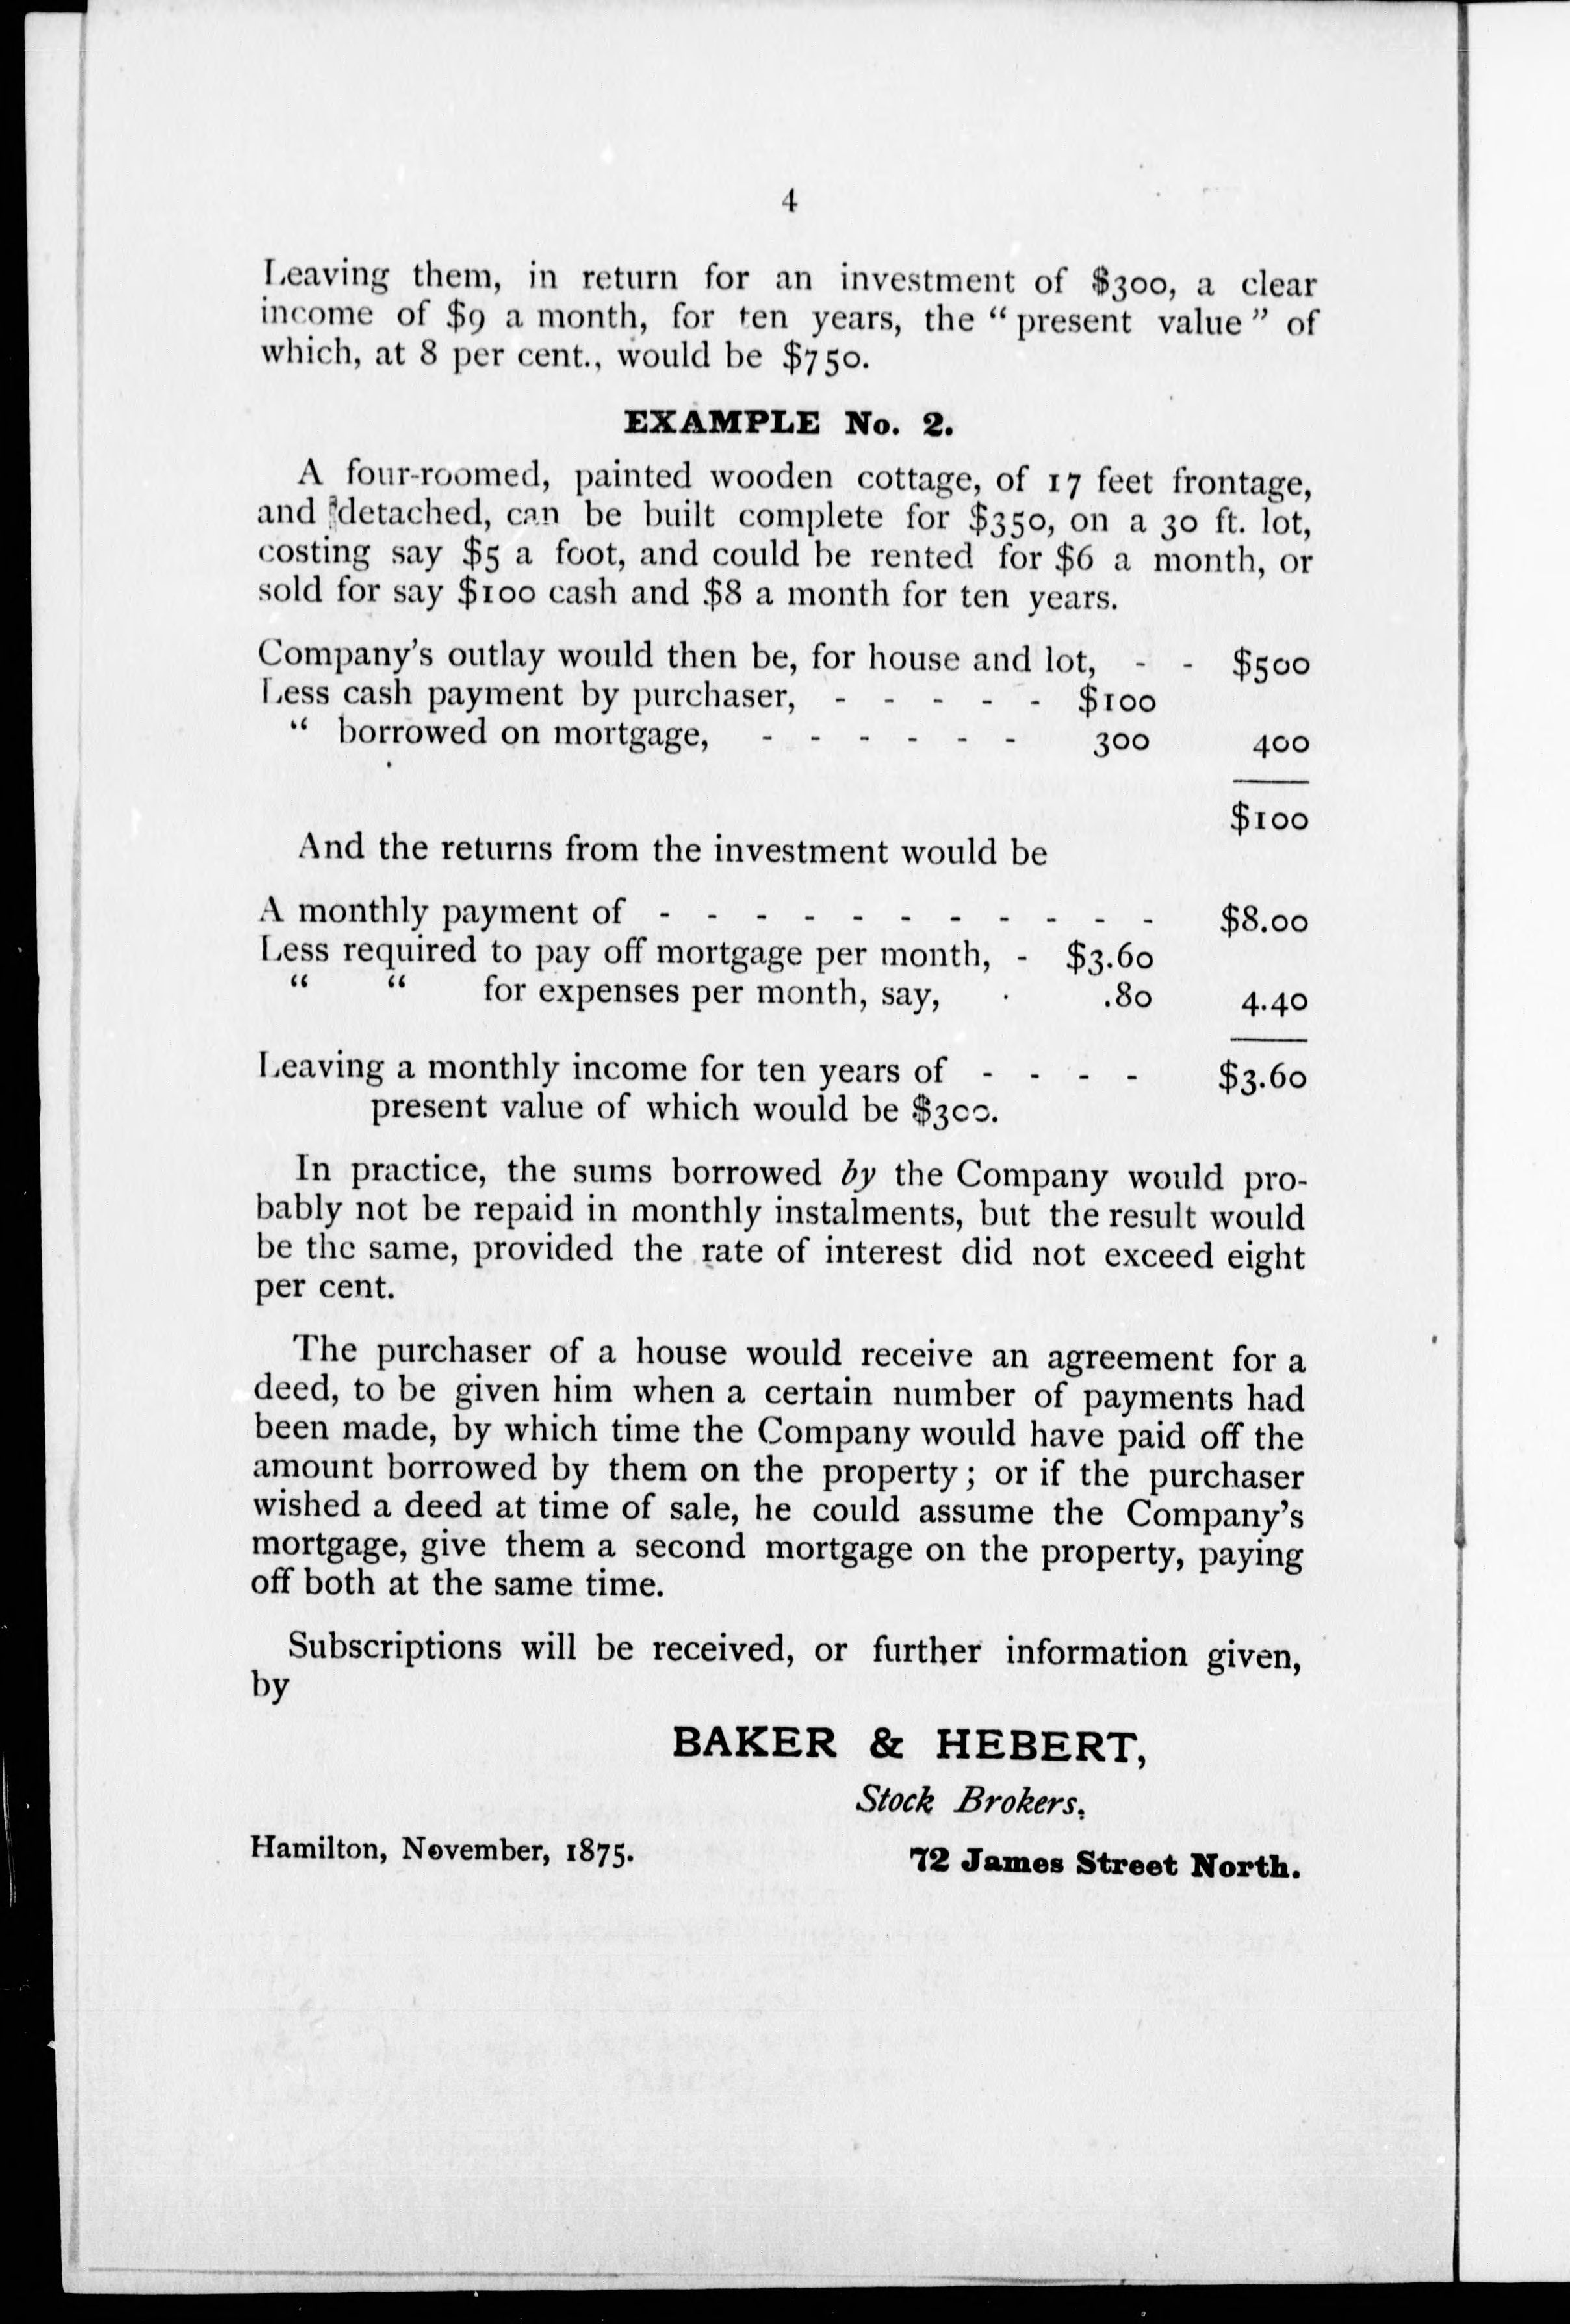 4
Leaving them, in return for an investment of $300, a clear
income of $9 a month, for ten years, the “ present value ” of
which, at 8 per cent., would be $750.
EXAMPLE No. 2.
A four-roomed, painted wooden cottage, of 17 feet frontage,
and detached, can be built complete for $350, on a 30 ft. lot,
costing say $5 a foot, and could be rented for $6 a month, or
sold for say $100 cash and $8 a month for ten years.
Company’s outlay would then be, for house and lot, - - $500
Less cash payment by purchaser, - - - - - $100
“ borrowed on mortgage, - - - - - - 300 400
$100
And the returns from the investment would be
A monthly payment of - - - - - - - - - - - $8.00
Less required to pay off mortgage per month, - $3.60
“ “ for expenses per month, say, . .80 4.40
Leaving a monthly income for ten years of - - - - $3.60
present value of which would be $300.
In practice, the sums borrowed by the Company would pro-
bably not be repaid in monthly instalments, but the result would
be the same, provided the rate of interest did not exceed eight
per cent.
The purchaser of a house would receive an agreement for a
deed, to be given him when a certain number of payments had
been made, by which time the Company would have paid off the
amount borrowed by them on the property; or if the purchaser
wished a deed at time of sale, he could assume the Company’s
mortgage, give them a second mortgage on the property, paying
off both at the same time.
Subscriptions will be received, or further information given,
by
BAKER & HEBERT,
Stock Brokers,
Hamilton, November, 1875.
72 James Street North.